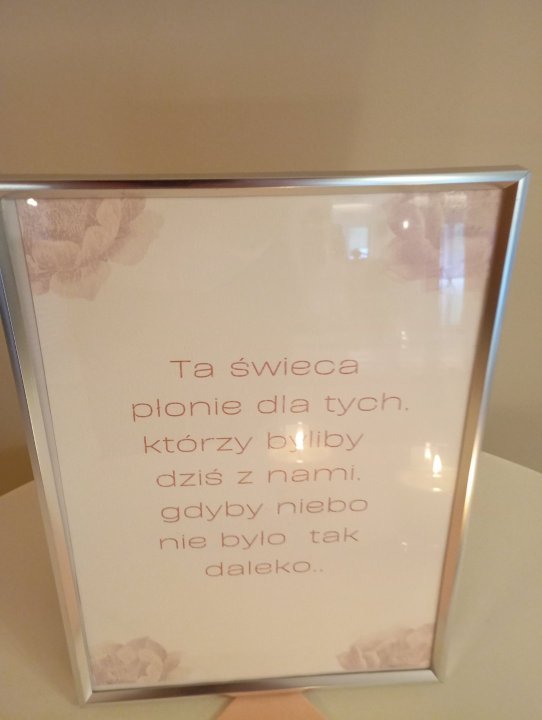 Ta świeca
płonie dla tych,
którzy byliby
dziś z nami,
gdyby niebo
nie było tak
daleko..